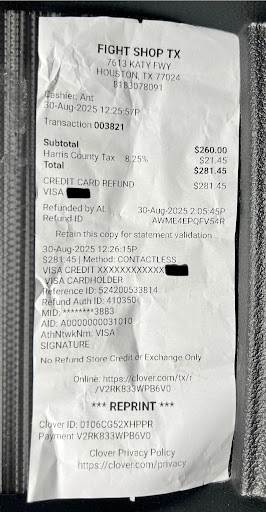 FIGHT SHOP TX
7613 KATY FWY
HOUSTON, TX 77024
8183078091
Cashier: Ant
30-Aug-2025 12:25:57P
Transaction 003821
Subtotal $260.00
Harris County Tax 8.25% $21.45
Total $281.45
CREDIT CARD REFUND $281.45
VISA
Refunded by AL 30-Aug-2025 2:05:45P
Refund ID AWME4EPQFV54R
Retain this copy for statement validation
30-Aug-2025 12:26:15P
$281.45 | Method: CONTACTLESS
VISA CREDIT XXXXXXXXXXXX
VISA CARDHOLDER
Reference ID: 524200533814
Refund Auth ID: 410350
MID: ********3883
AID: A0000000031010
AthNtwkNm: VISA
SIGNATURE
No Refund Store Credit or Exchange Only
Online: https://clover.com/tx/r
/V2RK833WPB6V0
*** REPRINT ***
Clover ID: 0106CG52XHPPR
Payment V2RK833WPB6V0
Clover Privacy Policy
https://clover.com/privacy